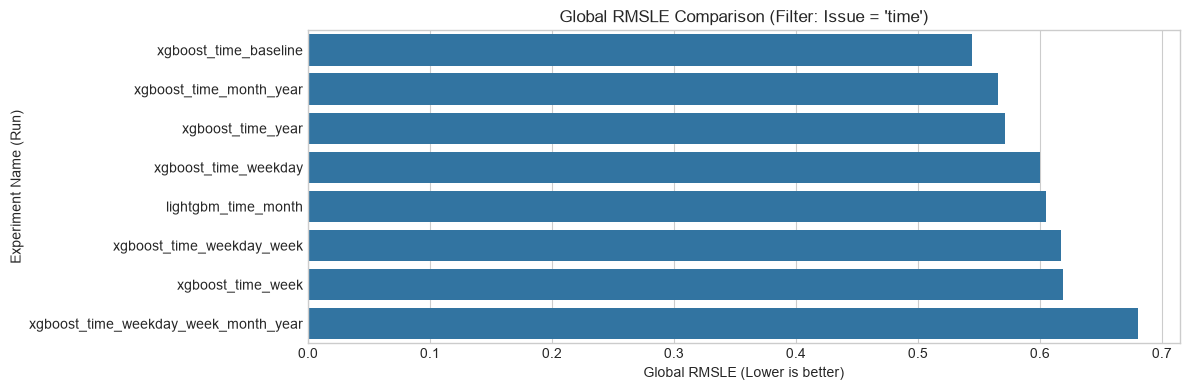 Global RMSLE Comparison (Filter: Issue = 'time')
Experiment Name (Run)
xgboost_time_baseline
xgboost_time_month_year
xgboost_time_year
xgboost_time_weekday
lightgbm_time_month
xgboost_time_weekday_week
xgboost_time_week
xgboost_time_weekday_week_month_year
0.0 0.1 0.2 0.3 0.4 0.5 0.6 0.7
Global RMSLE (Lower is better)